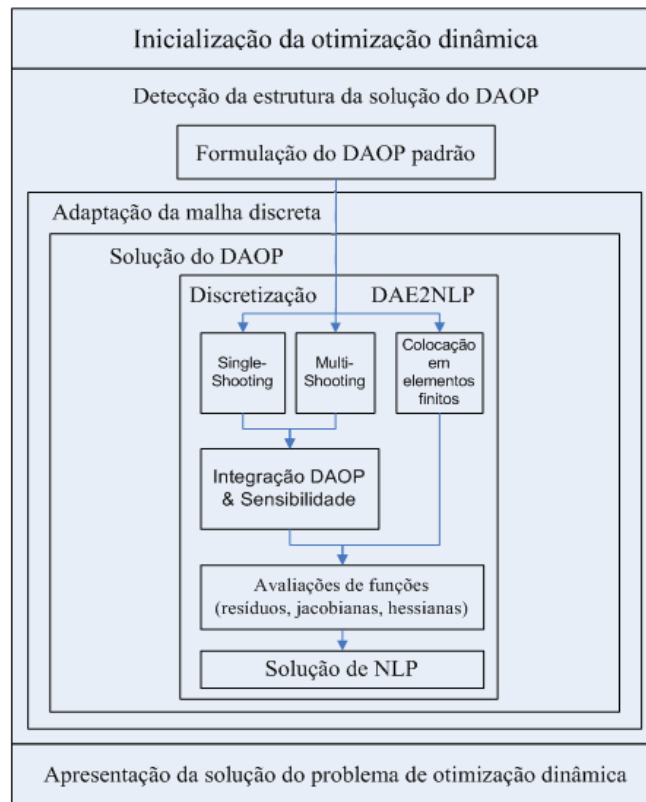 Inicialização da otimização dinâmica
Detecção da estrutura da solução do DAOP
Formulação do DAOP padrão
Adaptação da malha discreta
Solução do DAOP
Discretização DAE2NLP
Single-
Shooting
Multi-
Shooting
Colocação
em
elementos
finitos
Integração DAOP
& Sensibilidade
Avaliações de funções
(resíduos, jacobianas, hessianas)
Solução de NLP
Apresentação da solução do problema de otimização dinâmica